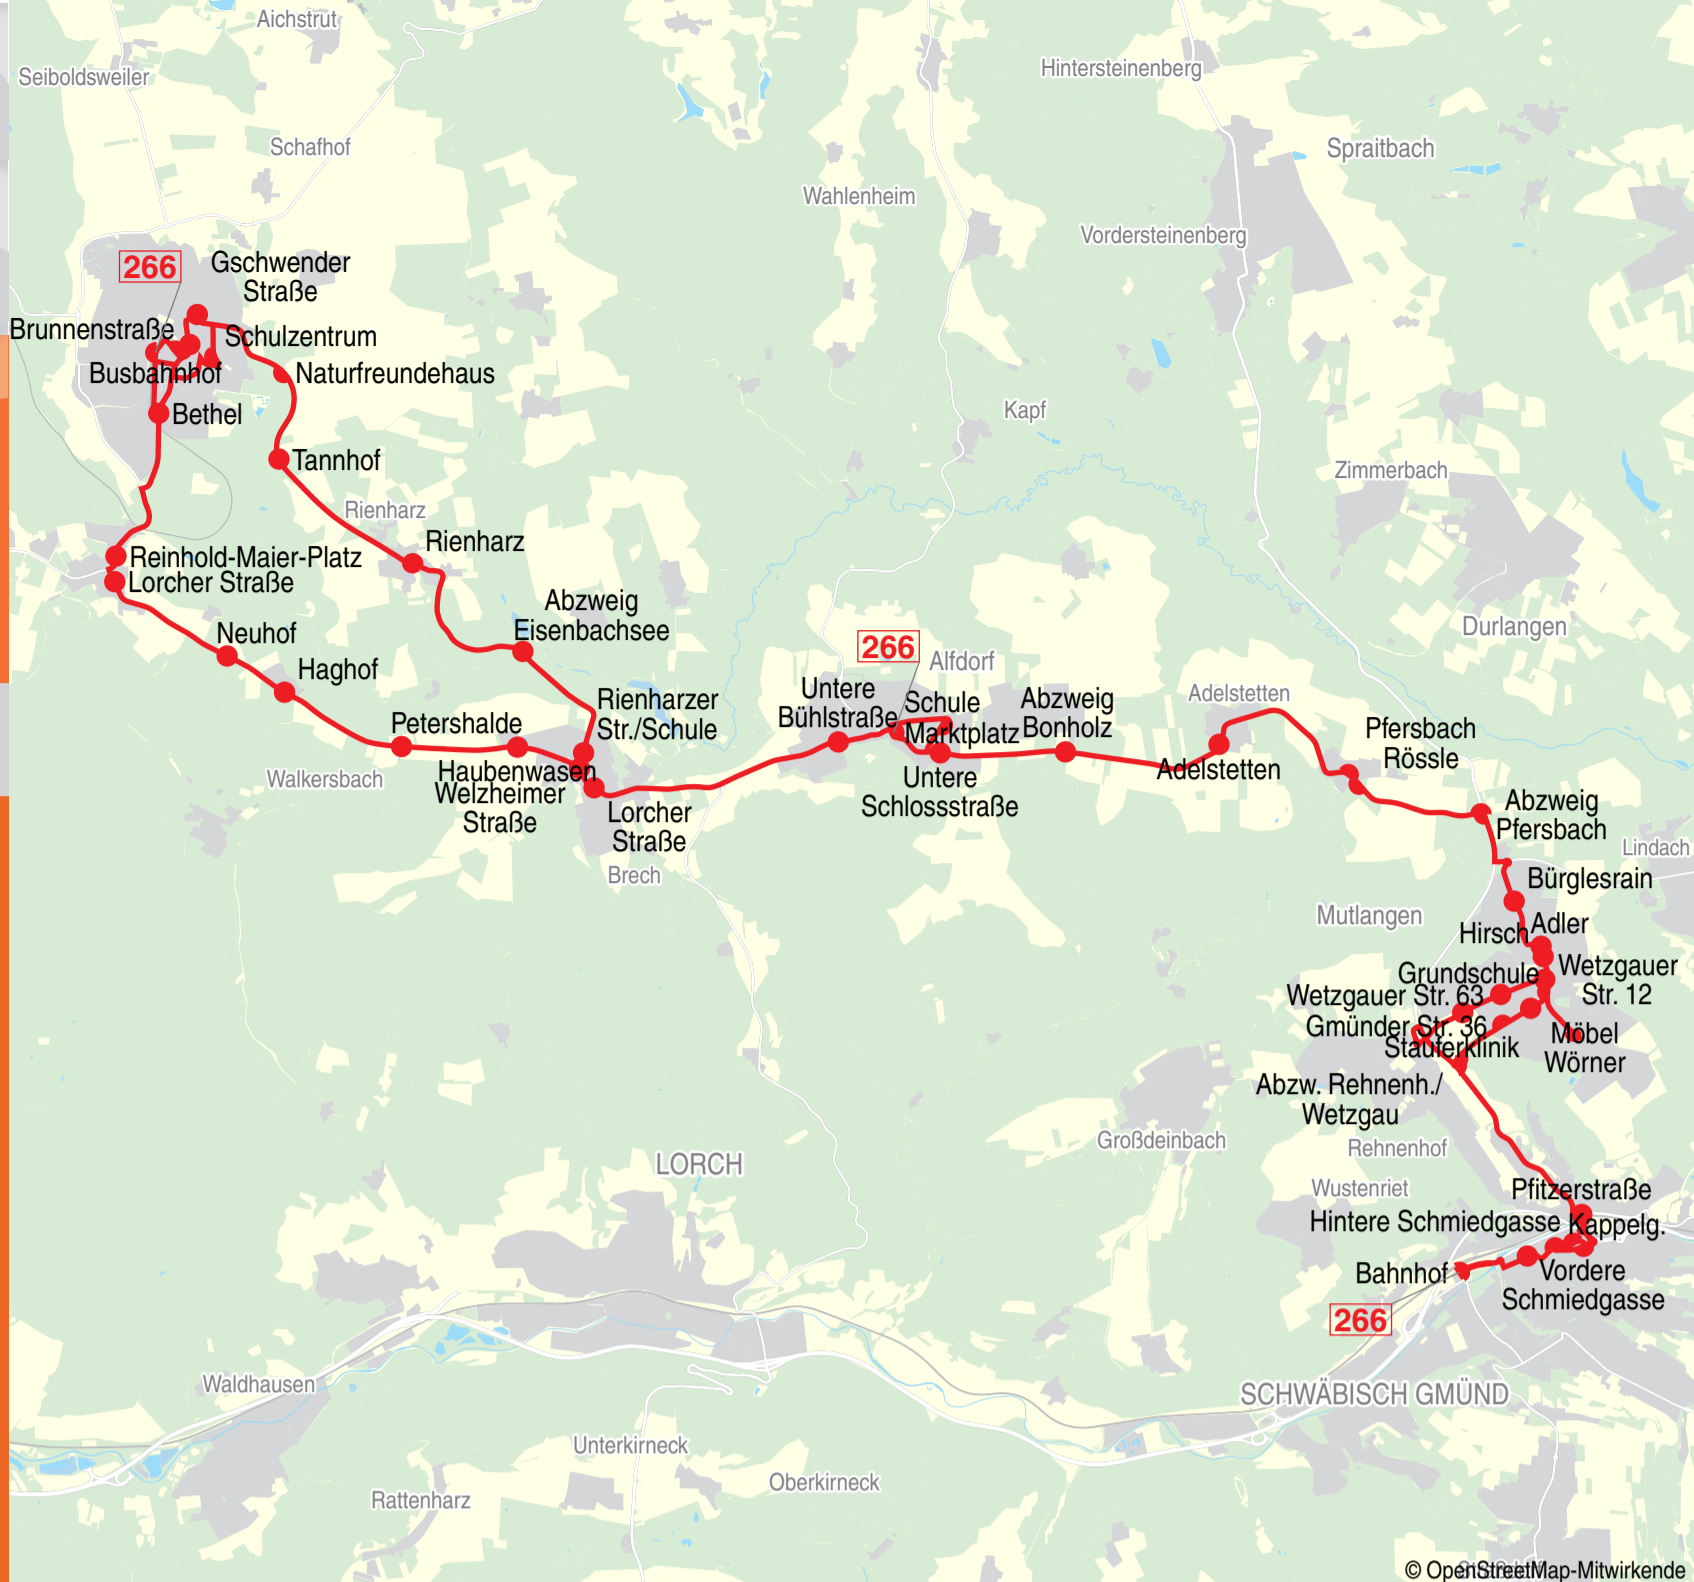 Aichstrut
Seiboldsweiler
Hintersteinenberg
Schafhof
Spraitbach
Wahlenheim
Vordersteinenberg
266
Gschwender
Straße
Brunnenstraße
Schulzentrum
Busbahnhof
Naturfreundehaus
Bethel
Kapf
Tannhof
Zimmerbach
Rienharz
Rienharz
Reinhold-Maier-Platz
Lorcher Straße
Abzweig
Eisenbachsee
Neuhof
Haghof
Durlangen
266
Alfdorf
Untere
Bühlstraße
Schule
Marktplatz
Abzweig
Bonholz
Adelstetten
Rienharzer
Str./Schule
Petershalde
Pfersbach
Rössle
Walkersbach
Haubenwasen
Welzheimer
Straße
Untere
Schlossstraße
Adelstetten
Lorcher
Straße
Abzweig
Pfersbach
Lindach
Brech
Bürglesrain
Mutlangen
Hirsch
Adler
Grundschule
Wetzgauer
Str. 12
Wetzgauer Str. 63
Gmünder Str. 36
Stauferklinik
Möbel
Wörner
Abzw. Rehnenh./
Wetzgau
Großdeinbach
Rehnenhof
LORCH
Wustenriet
Pfitzerstraße
Hintere Schmiedgasse
Kappelg.
Bahnhof
Vordere
Schmiedgasse
266
Waldhausen
SCHWÄBISCH GMÜND
Unterkirneck
Oberkirneck
Rattenharz
© OpenStreetMap-Mitwirkende